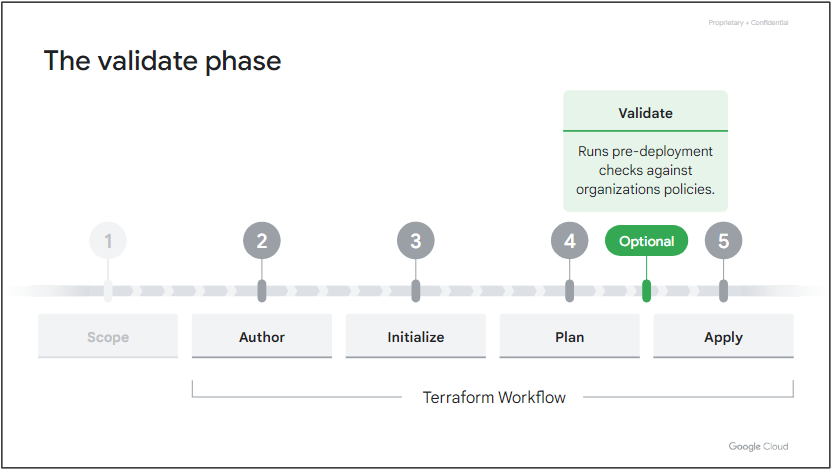 Proprietary + Confidential
The validate phase
Validate
Runs pre-deployment
checks against
organizations policies.
1
2
3
4
Optional
5
Scope
Author
Initialize
Plan
Apply
Terraform Workflow
Google Cloud